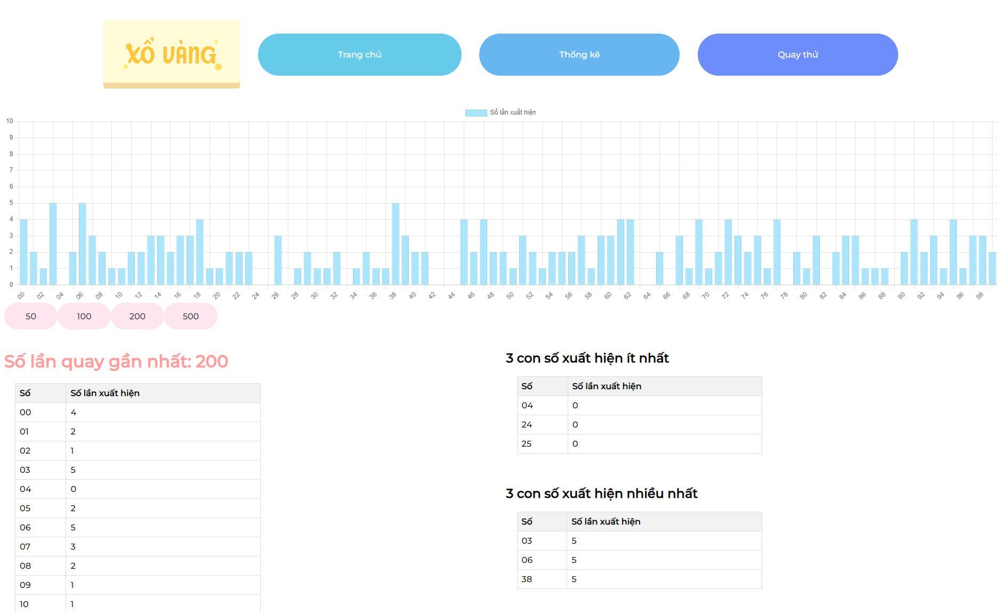 XỔ VÀNG
Trang chủ
Thống kê
Quay thử
Số lần xuất hiện
10
9
8
7
6
5
4
3
2
1
0
00 02 04 06 08 10 12 14 16 18 20 22 24 26 28 30 32 34 36 38 40 42 44 46 48 50 52 54 56 58 60 62 64 66 68 70 72 74 76 78 80 82 84 86 88 90 92 94 96 98
50 100 200 500
Số lần quay gần nhất: 200
Số Số lần xuất hiện
00 4
01 2
02 1
03 5
04 0
05 2
06 5
07 3
08 2
09 1
10 1
3 con số xuất hiện ít nhất
Số Số lần xuất hiện
04 0
24 0
25 0
3 con số xuất hiện nhiều nhất
Số Số lần xuất hiện
03 5
06 5
38 5